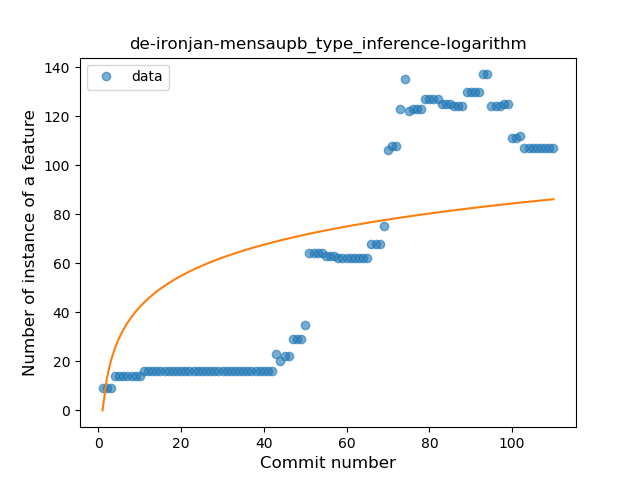 de-ironjan-mensaupb_type_inference-logarithm
data
Number of instance of a feature
140
120
100
80
60
40
20
0
0 20 40 60 80 100
Commit number